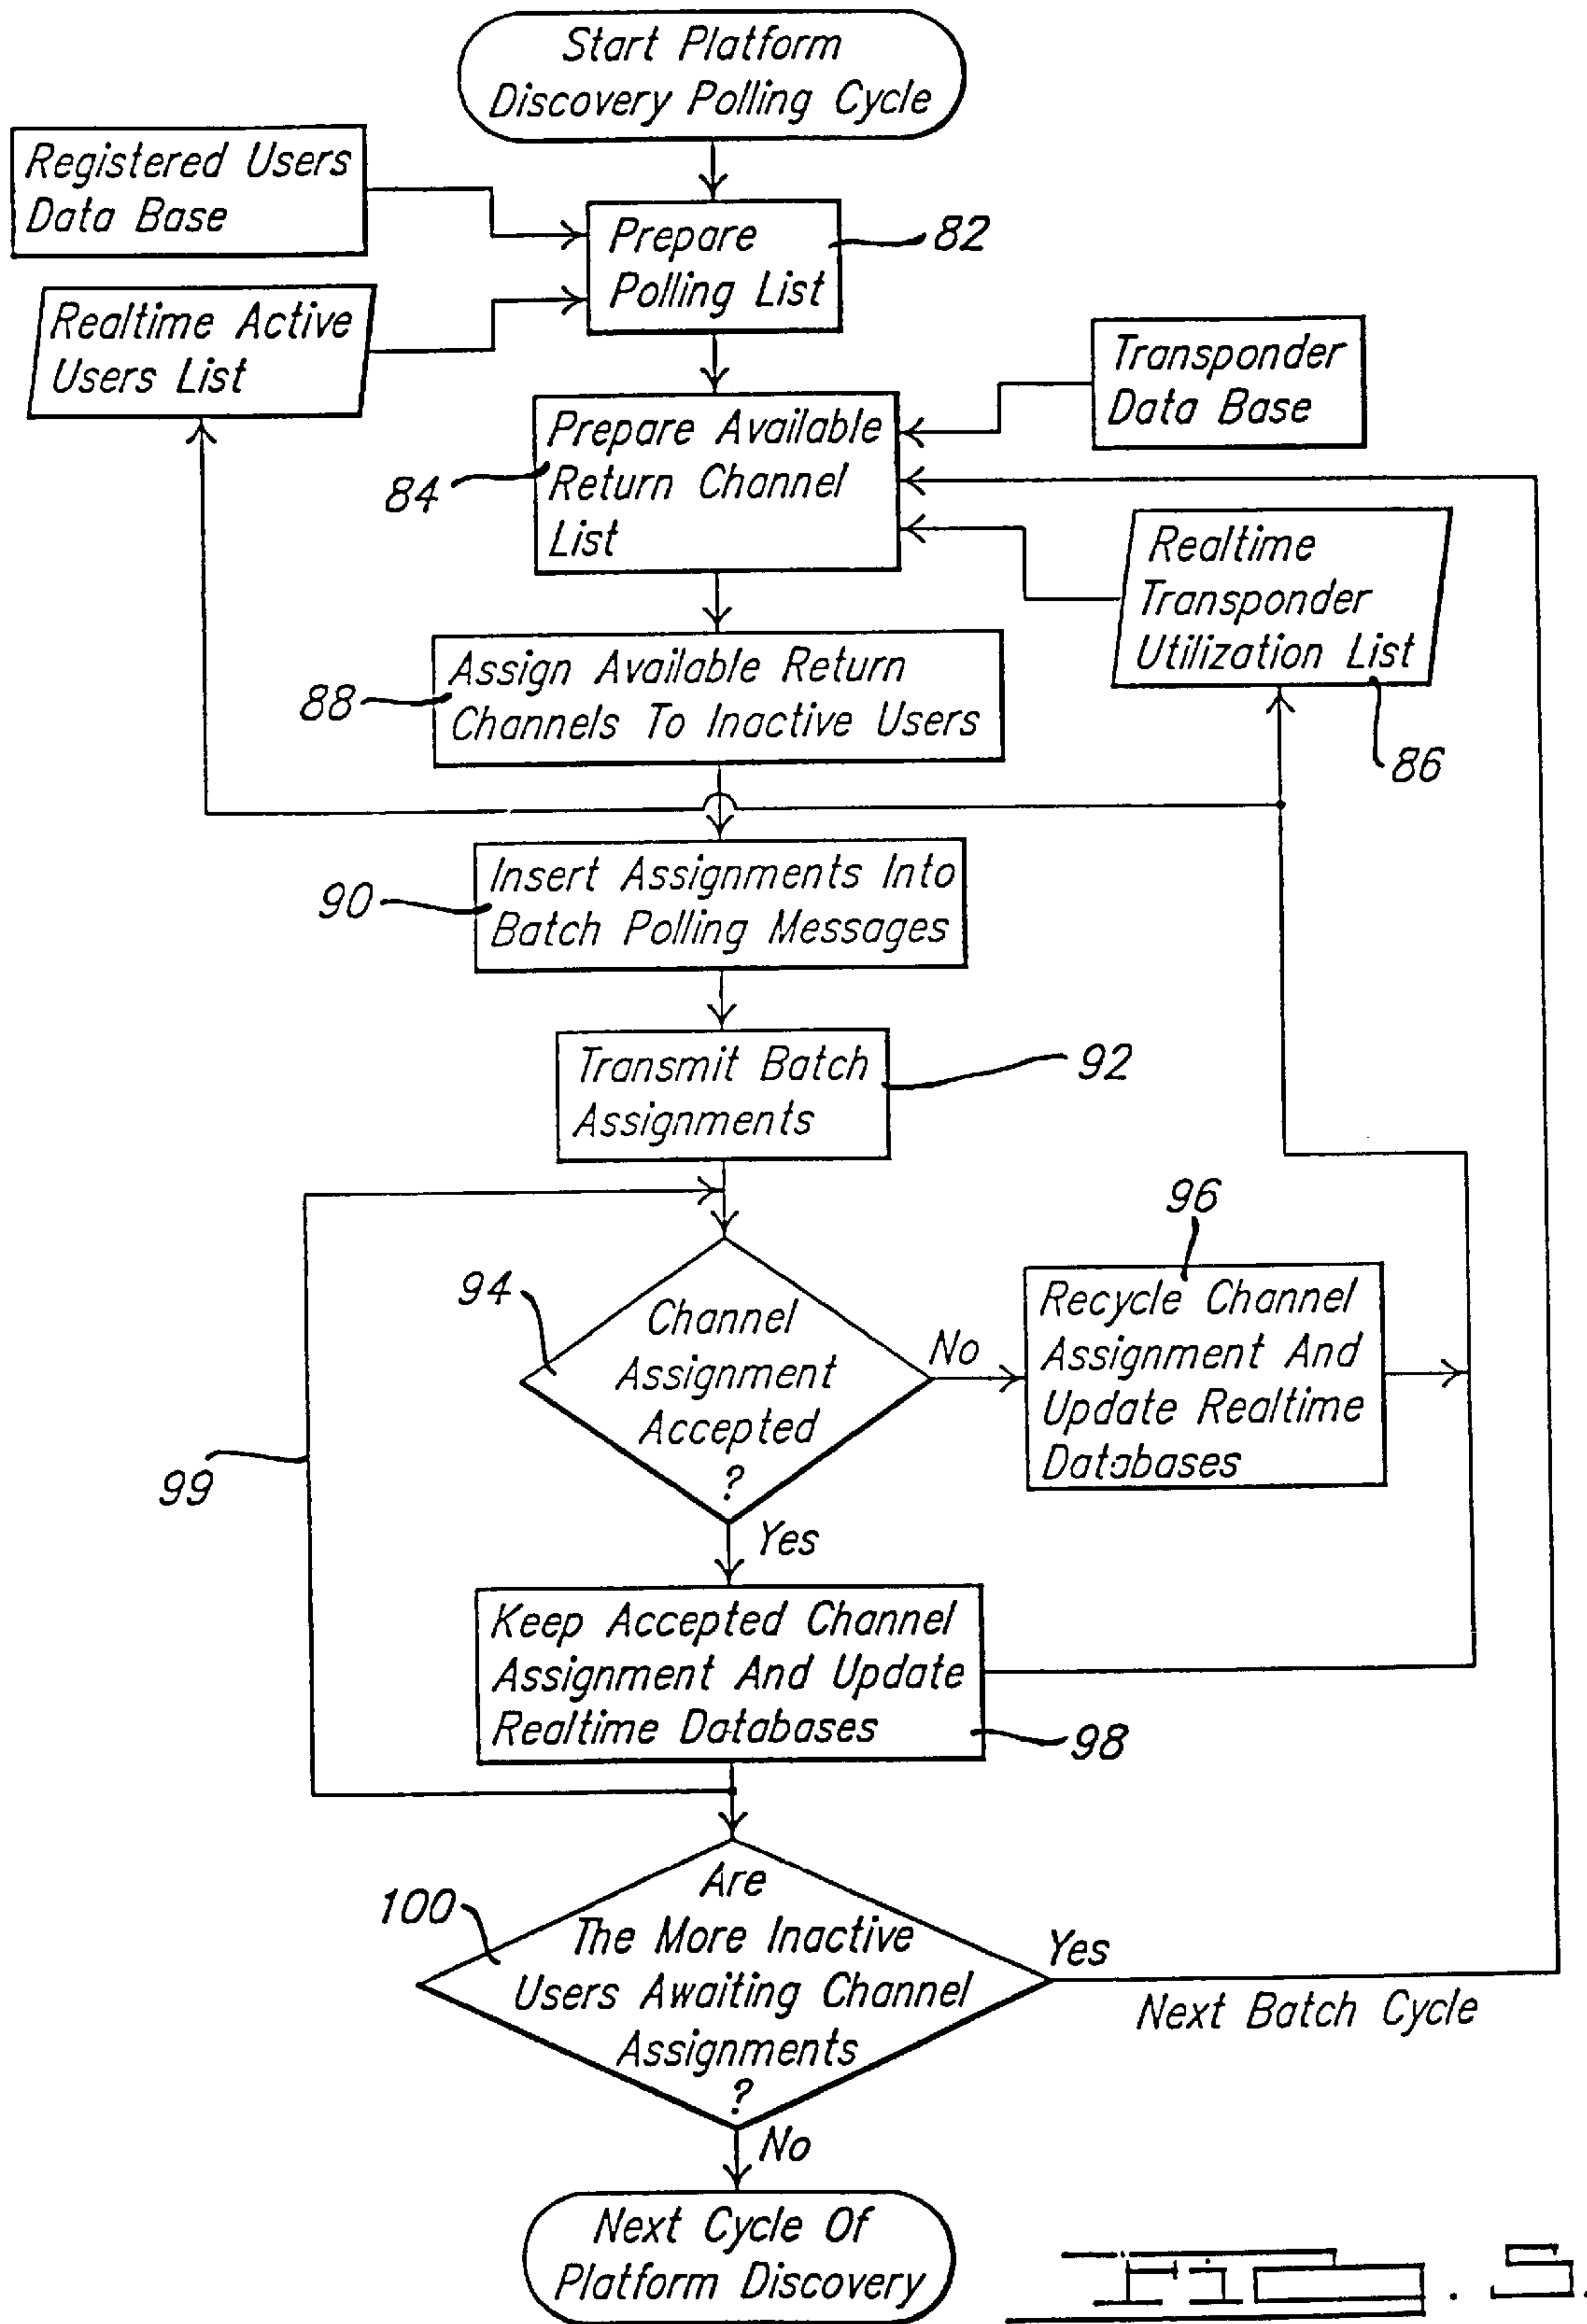 Start Platform
Discovery Polling Cycle
Registered Users
Data Base
Prepare
Polling List
82
Realtime Active
Users List
Transponder
Data Base
Prepare Available
Return Channel
List
84
Realtime
Transponder
Utilization List
86
Assign Available Return
Channels To Inactive Users
88
Insert Assignments Into
Batch Polling Messages
90
Transmit Batch
Assignments
92
94
Channel
Assignment
Accepted
?
No
96
Recycle Channel
Assignment And
Update Realtime
Databases
99
Yes
Keep Accepted Channel
Assignment And Update
Realtime Databases
98
100
Are
The More Inactive
Users Awaiting Channel
Assignments
?
Yes
Next Batch Cycle
No
Next Cycle Of
Platform Discovery
FIG. 5.